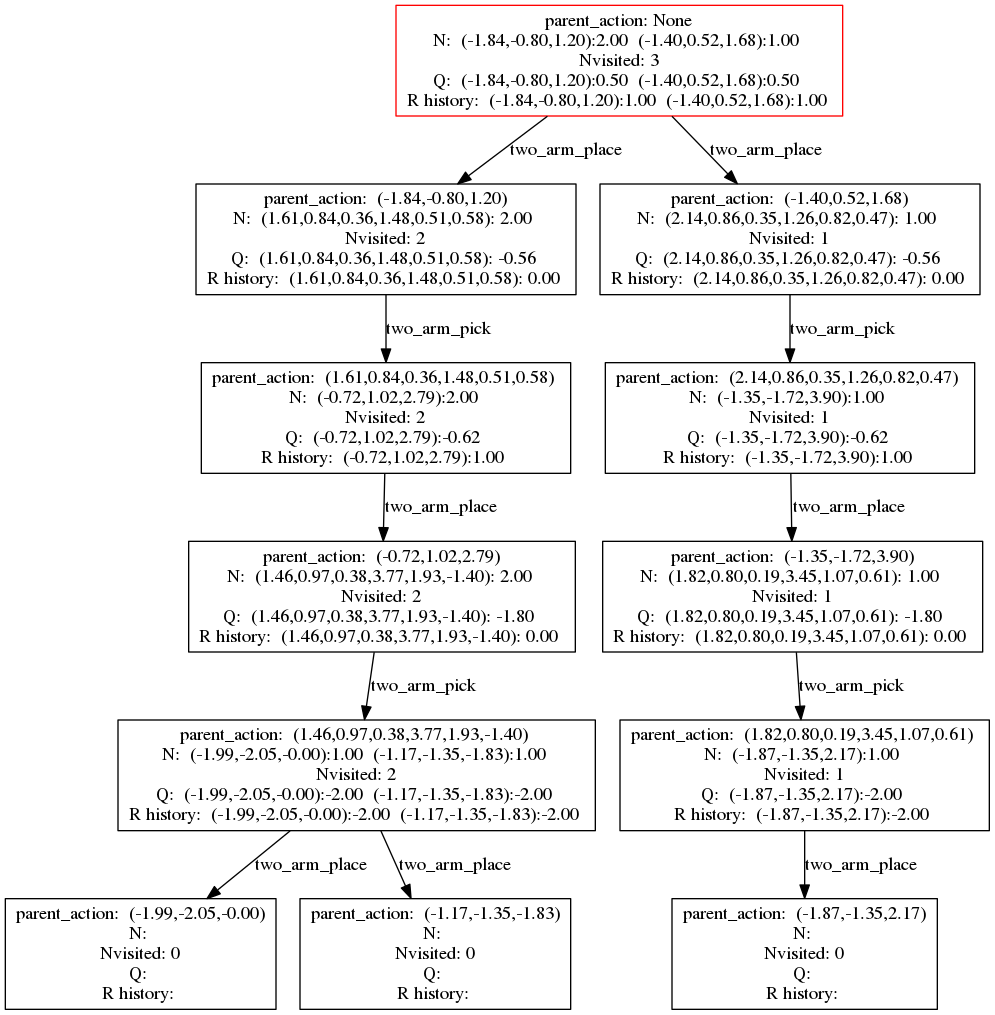 parent_action: None
N: (-1.84,-0.80,1.20):2.00 (-1.40,0.52,1.68):1.00
Nvisited: 3
Q: (-1.84,-0.80,1.20):0.50 (-1.40,0.52,1.68):0.50
R history: (-1.84,-0.80,1.20):1.00 (-1.40,0.52,1.68):1.00
two_arm_place
two_arm_place
parent_action: (-1.84,-0.80,1.20)
N: (1.61,0.84,0.36,1.48,0.51,0.58): 2.00
Nvisited: 2
Q: (1.61,0.84,0.36,1.48,0.51,0.58): -0.56
R history: (1.61,0.84,0.36,1.48,0.51,0.58): 0.00
parent_action: (-1.40,0.52,1.68)
N: (2.14,0.86,0.35,1.26,0.82,0.47): 1.00
Nvisited: 1
Q: (2.14,0.86,0.35,1.26,0.82,0.47): -0.56
R history: (2.14,0.86,0.35,1.26,0.82,0.47): 0.00
two_arm_pick
two_arm_pick
parent_action: (1.61,0.84,0.36,1.48,0.51,0.58)
N: (-0.72,1.02,2.79):2.00
Nvisited: 2
Q: (-0.72,1.02,2.79):-0.62
R history: (-0.72,1.02,2.79):1.00
parent_action: (2.14,0.86,0.35,1.26,0.82,0.47)
N: (-1.35,-1.72,3.90):1.00
Nvisited: 1
Q: (-1.35,-1.72,3.90):-0.62
R history: (-1.35,-1.72,3.90):1.00
two_arm_place
two_arm_place
parent_action: (-0.72,1.02,2.79)
N: (1.46,0.97,0.38,3.77,1.93,-1.40): 2.00
Nvisited: 2
Q: (1.46,0.97,0.38,3.77,1.93,-1.40): -1.80
R history: (1.46,0.97,0.38,3.77,1.93,-1.40): 0.00
parent_action: (-1.35,-1.72,3.90)
N: (1.82,0.80,0.19,3.45,1.07,0.61): 1.00
Nvisited: 1
Q: (1.82,0.80,0.19,3.45,1.07,0.61): -1.80
R history: (1.82,0.80,0.19,3.45,1.07,0.61): 0.00
two_arm_pick
two_arm_pick
parent_action: (1.46,0.97,0.38,3.77,1.93,-1.40)
N: (-1.99,-2.05,-0.00):1.00 (-1.17,-1.35,-1.83):1.00
Nvisited: 2
Q: (-1.99,-2.05,-0.00):-2.00 (-1.17,-1.35,-1.83):-2.00
R history: (-1.99,-2.05,-0.00):-2.00 (-1.17,-1.35,-1.83):-2.00
parent_action: (1.82,0.80,0.19,3.45,1.07,0.61)
N: (-1.87,-1.35,2.17):1.00
Nvisited: 1
Q: (-1.87,-1.35,2.17):-2.00
R history: (-1.87,-1.35,2.17):-2.00
two_arm_place
two_arm_place
two_arm_place
parent_action: (-1.99,-2.05,-0.00)
N:
Nvisited: 0
Q:
R history:
parent_action: (-1.17,-1.35,-1.83)
N:
Nvisited: 0
Q:
R history:
parent_action: (-1.87,-1.35,2.17)
N:
Nvisited: 0
Q:
R history: